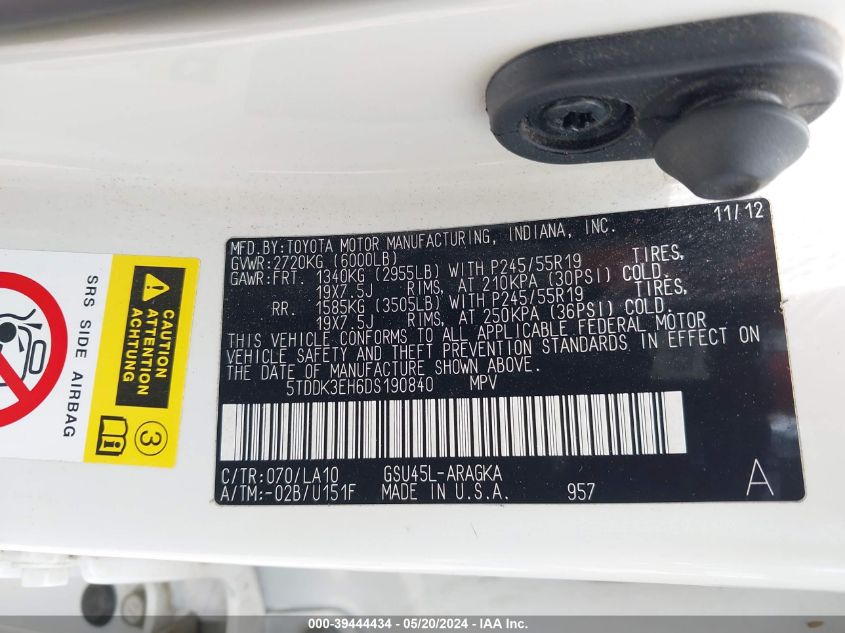 11/12
MFD.BY:TOYOTA MOTOR MANUFACTURING, INDIANA, INC.
GVWR:2720KG (6000LB)
GAWR:FRT. 1340KG (2955LB) WITH P245/55R19 TIRES,
19X7.5J RIMS, AT 210KPA (30PSI) COLD.
RR. 1585KG (3505LB) WITH P245/55R19 TIRES,
19X7.5J RIMS, AT 250KPA (36PSI) COLD.
THIS VEHICLE CONFORMS TO ALL APPLICABLE FEDERAL MOTOR
VEHICLE SAFETY AND THEFT PREVENTION STANDARDS IN EFFECT ON
THE DATE OF MANUFACTURE SHOWN ABOVE.
5TDDK3EH6DS190840 MPV
C/TR:070/LA10 GSU45L-ARAGKA
A/TM:-02B/U151F MADE IN U.S.A. 957 A
SRS SIDE AIRBAG
CAUTION
ATTENTION
ACHTUNG
i
3
000-39444434 - 05/20/2024 - IAA Inc.